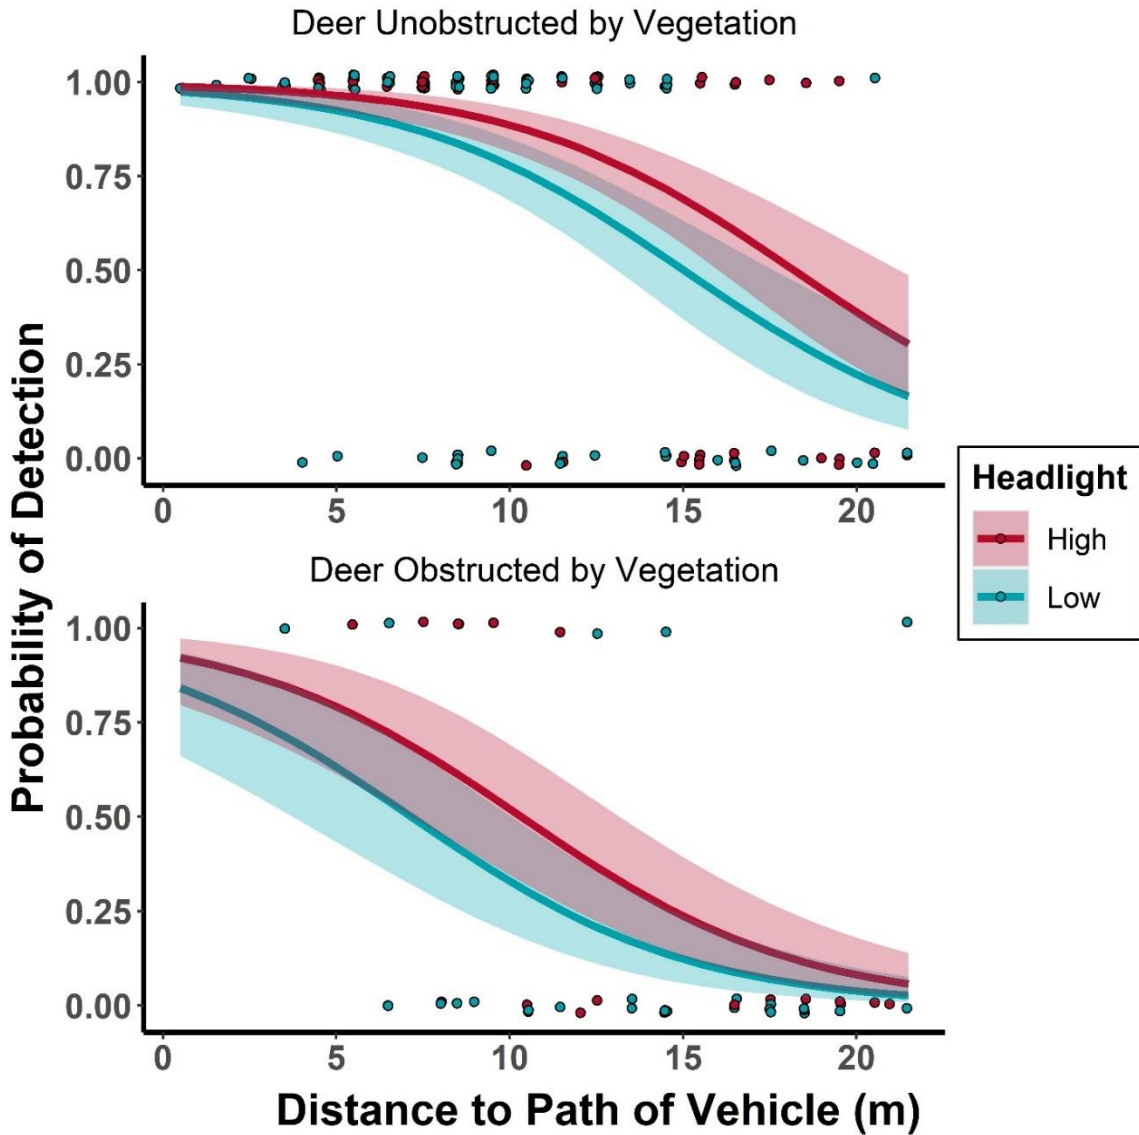 Deer Unobstructed by Vegetation
1.00
0.75
0.50
0.25
0.00
0 5 10 15 20
Probability of Detection
Headlight
High
Low
Deer Obstructed by Vegetation
1.00
0.75
0.50
0.25
0.00
0 5 10 15 20
Distance to Path of Vehicle (m)